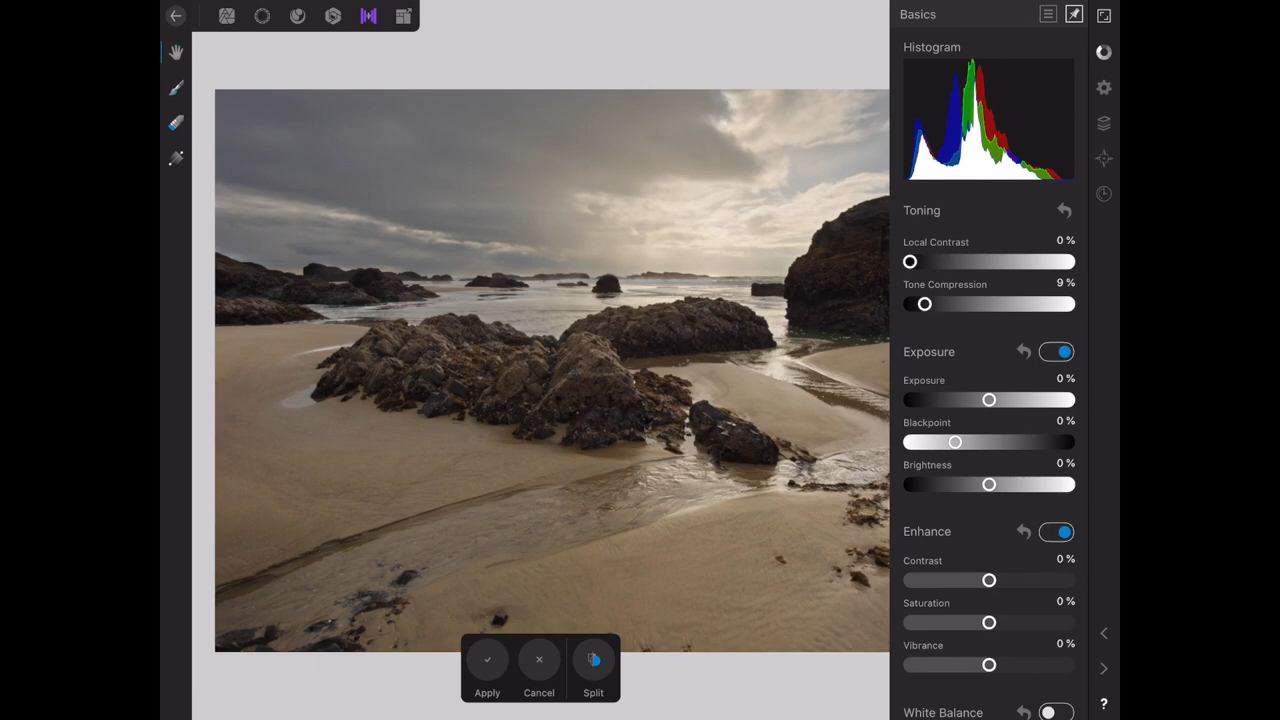 Basics
Histogram
Toning
Local Contrast 0 %
Tone Compression 9 %
Exposure
Exposure 0 %
Blackpoint 0 %
Brightness 0 %
Enhance
Contrast 0 %
Saturation 0 %
Vibrance 0 %
White Balance
Apply Cancel Split
?